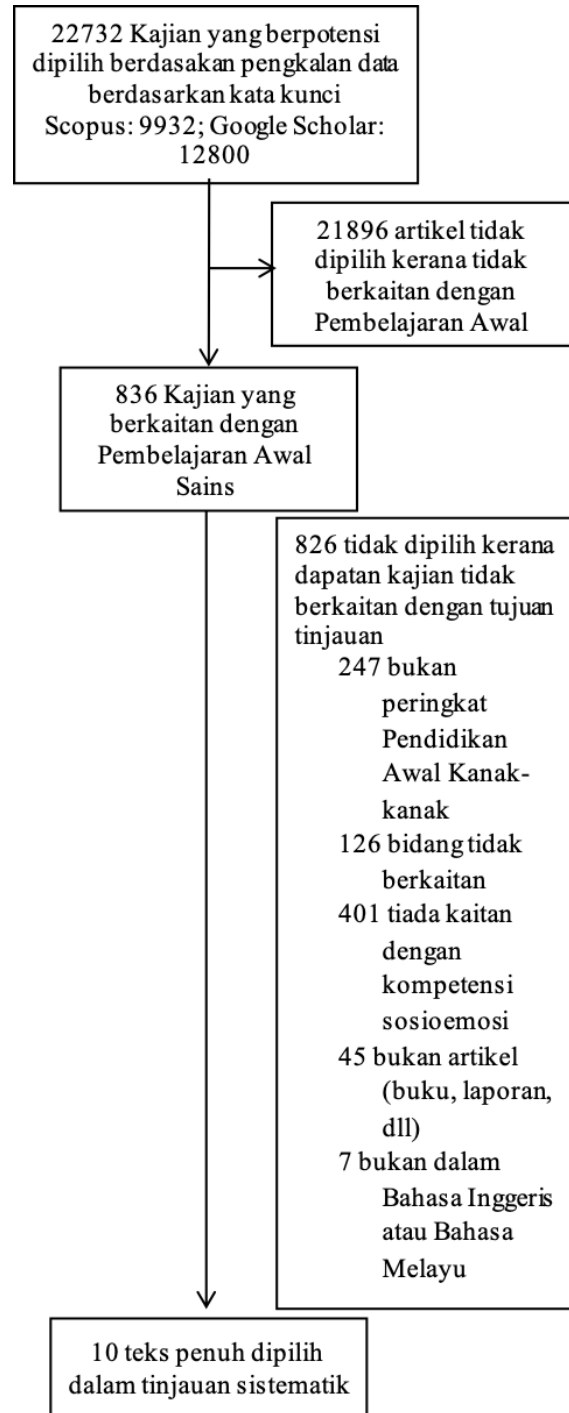 22732 Kajian yang berpotensi
dipilih berdasakan pengkalan data
berdasarkan kata kunci
Scopus: 9932; Google Scholar:
12800
21896 artikel tidak
dipilih kerana tidak
berkaitan dengan
Pembelajaran Awal
836 Kajian yang
berkaitan dengan
Pembelajaran Awal
Sains
826 tidak dipilih kerana
dapatan kajian tidak
berkaitan dengan tujuan
tinjauan
247 bukan
peringkat
Pendidikan
Awal Kanak-
kanak
126 bidang tidak
berkaitan
401 tiada kaitan
dengan
kompetensi
sosioemosi
45 bukan artikel
(buku, laporan,
dll)
7 bukan dalam
Bahasa Inggeris
atau Bahasa
Melayu
10 teks penuh dipilih
dalam tinjauan sistematik